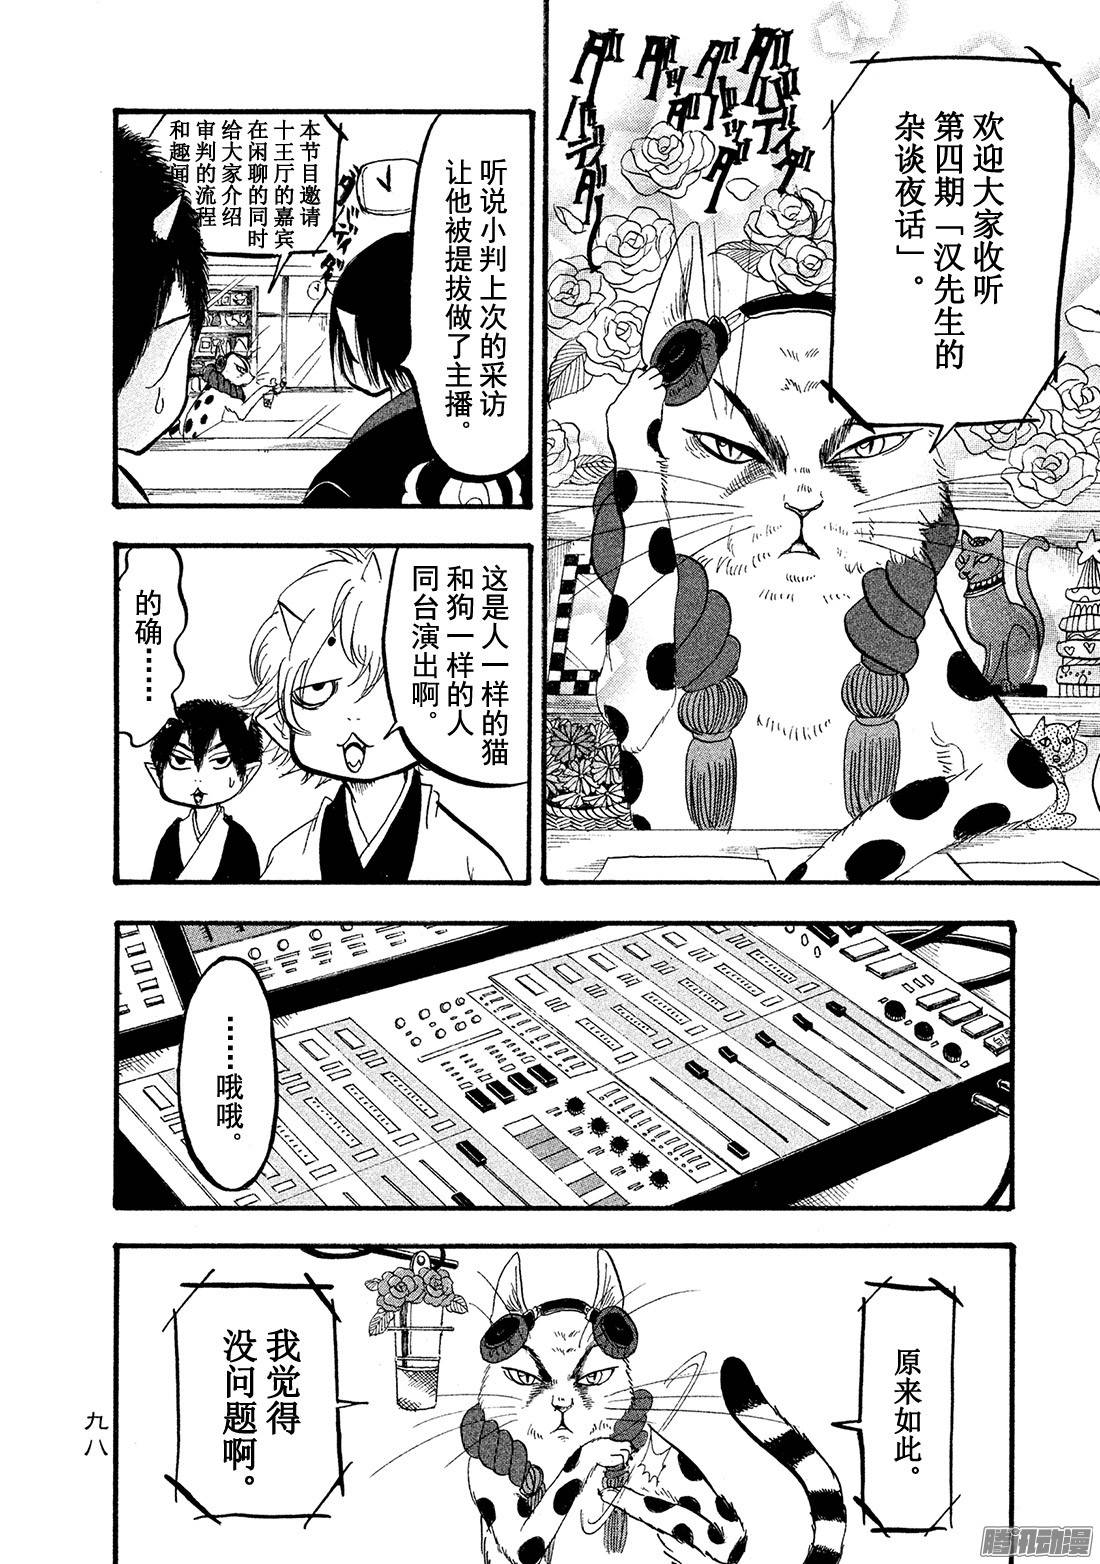 欢迎大家收听
第四期「汉先生的
杂谈夜话」。
听说小判上次的采访
让他被提拔做了主播。
本节目邀请
十王厅的嘉宾
在闲聊的同时
给大家介绍
审判的流程
和趣闻
这是人一样的猫
和狗一样的人
同台演出啊。
的确……
……哦哦。
原来如此。
我觉得
没问题啊。
九八
腾讯动漫